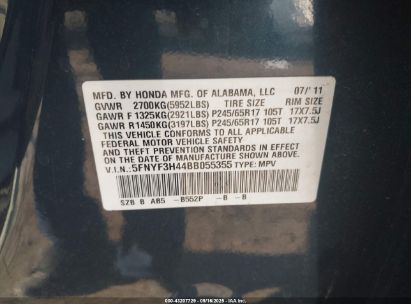 MFD. BY HONDA MFG. OF ALABAMA, LLC 07/'11
GVWR 2700KG(5952LBS) TIRE SIZE RIM SIZE
GAWR F 1325KG(2921LBS) P245/65R17 105T 17X7.5J
GAWR R1450KG(3197LBS) P245/65R17 105T 17X7.5J
THIS VEHICLE CONFORMS TO ALL APPLICABLE
FEDERAL MOTOR VEHICLE SAFETY AND
THEFT PREVENTION STANDARDS IN EFFECT ON
THE DATE OF MANUFACTURE SHOWN ABOVE.
V.I.N.: 5FNYF3H44BB055355 TYPE: MPV
SZB B A85 -B552P -B -B